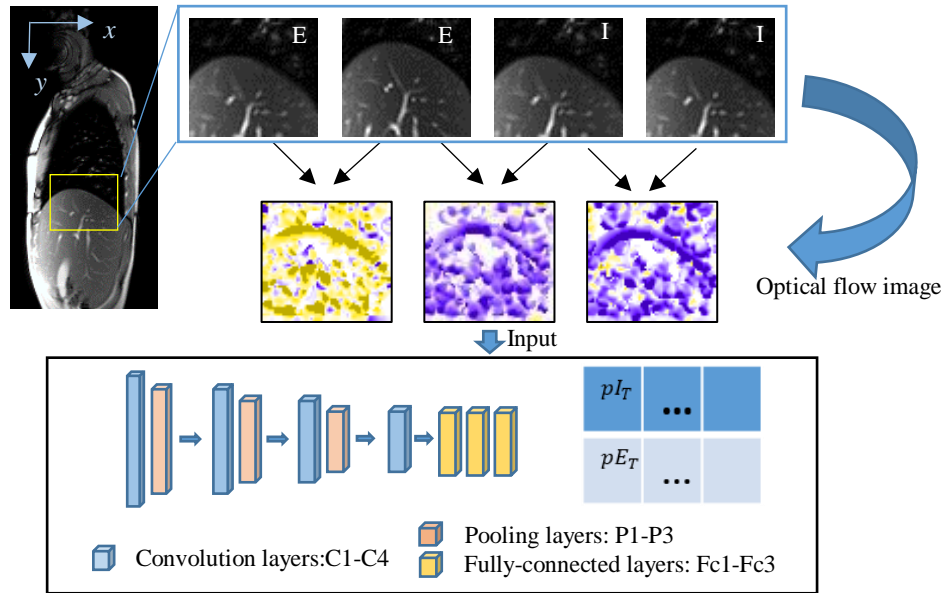 x
y
E
E
I
I
Optical flow image
Input
pI_T
...
pE_T
...
Convolution layers:C1-C4
Pooling layers: P1-P3
Fully-connected layers: Fc1-Fc3